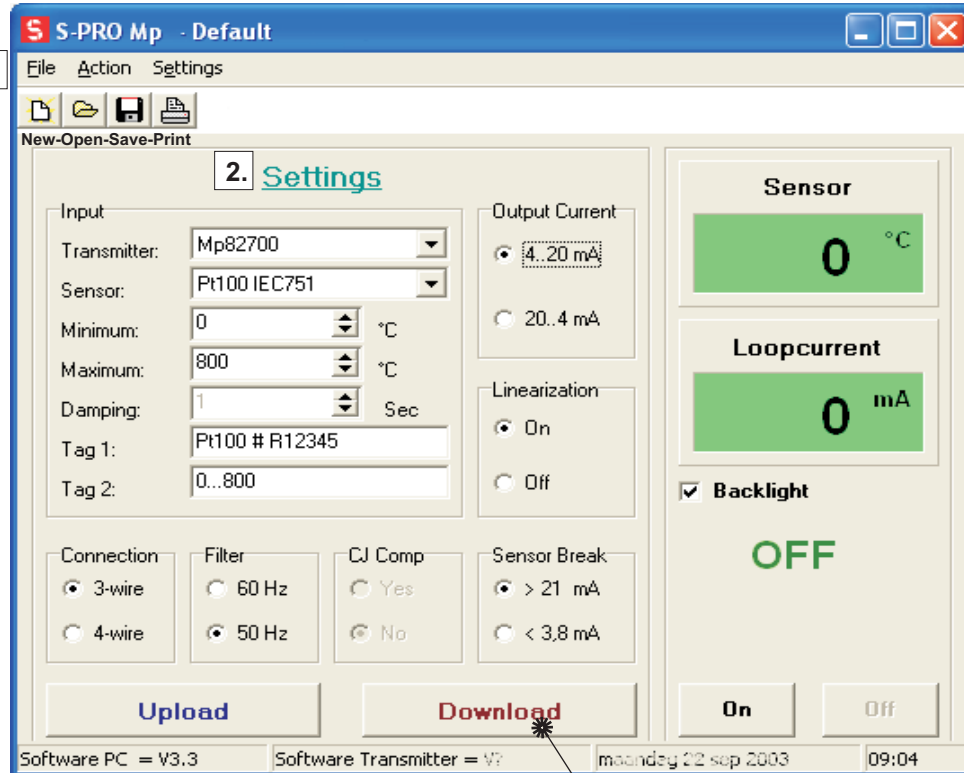 S S-PRO Mp - Default
File Action Settings
New-Open-Save-Print
2. Settings
Input
Transmitter: Mp82700
Sensor: Pt100 IEC751
Minimum: 0 °C
Maximum: 800 °C
Damping: 1 Sec
Tag 1: Pt100 # R12345
Tag 2: 0...800
Output Current
4..20 mA
20..4 mA
Linearization
On
Off
Connection
3-wire
4-wire
Filter
60 Hz
50 Hz
CJ Comp
Yes
No
Sensor Break
> 21 mA
< 3,8 mA
Upload Download
Sensor
0 °C
Loopcurrent
0 mA
Backlight
OFF
On Off
Software PC = V3.3 Software Transmitter = V? maandag 22 sep 2003 09:04